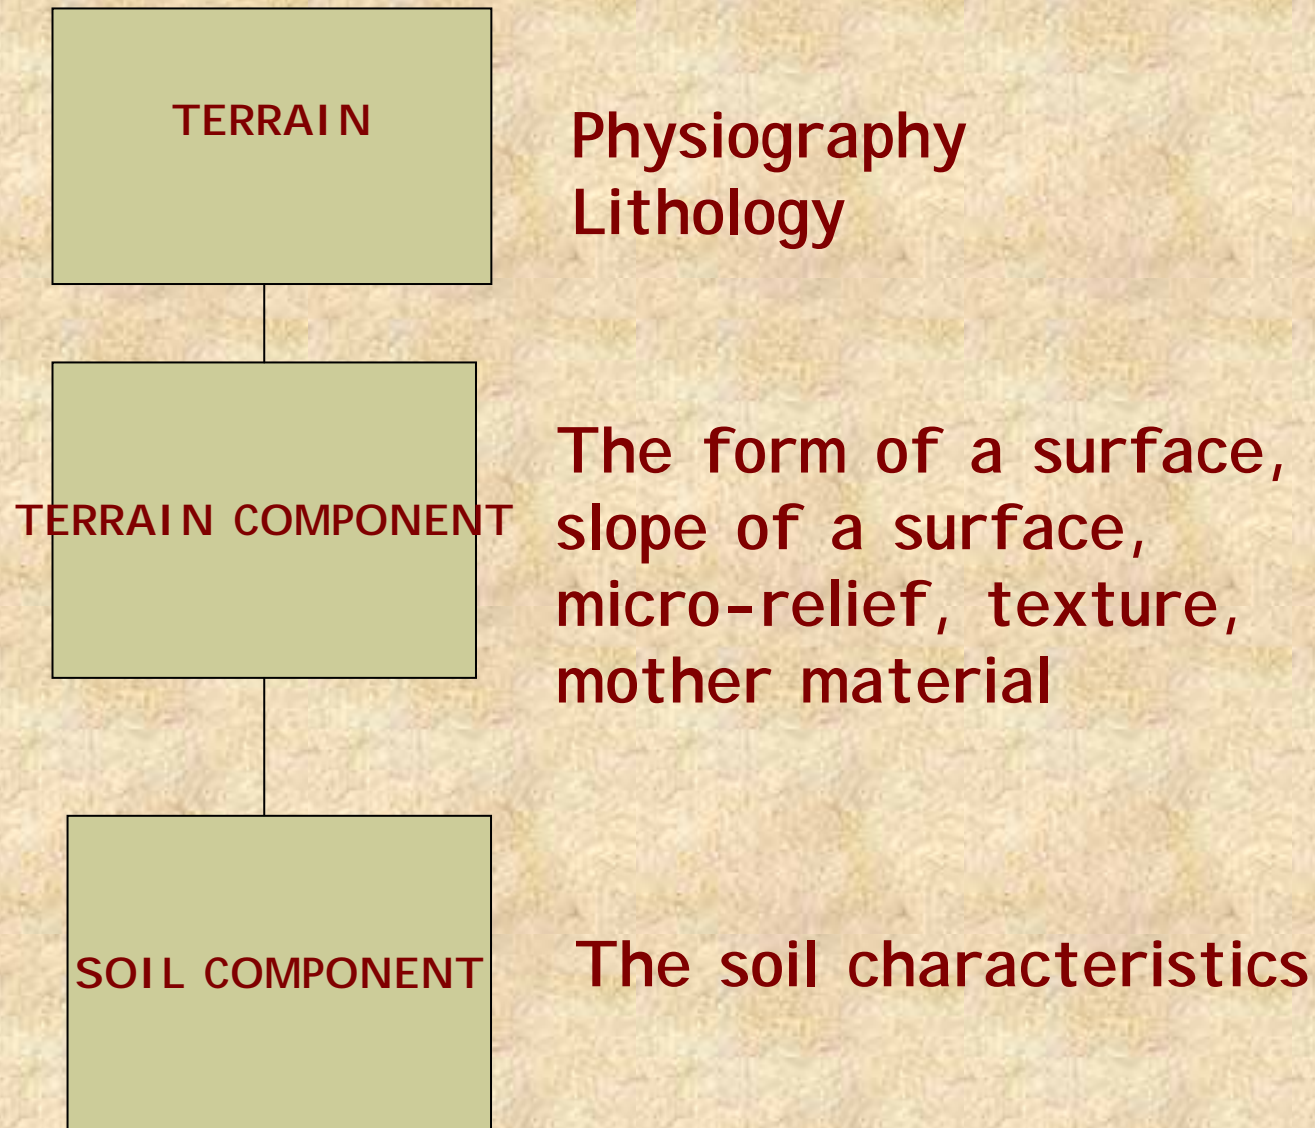 TERRAIN
Physiography
Lithology
TERRAIN COMPONENT
The form of a surface,
slope of a surface,
micro-relief, texture,
mother material
SOIL COMPONENT
The soil characteristics